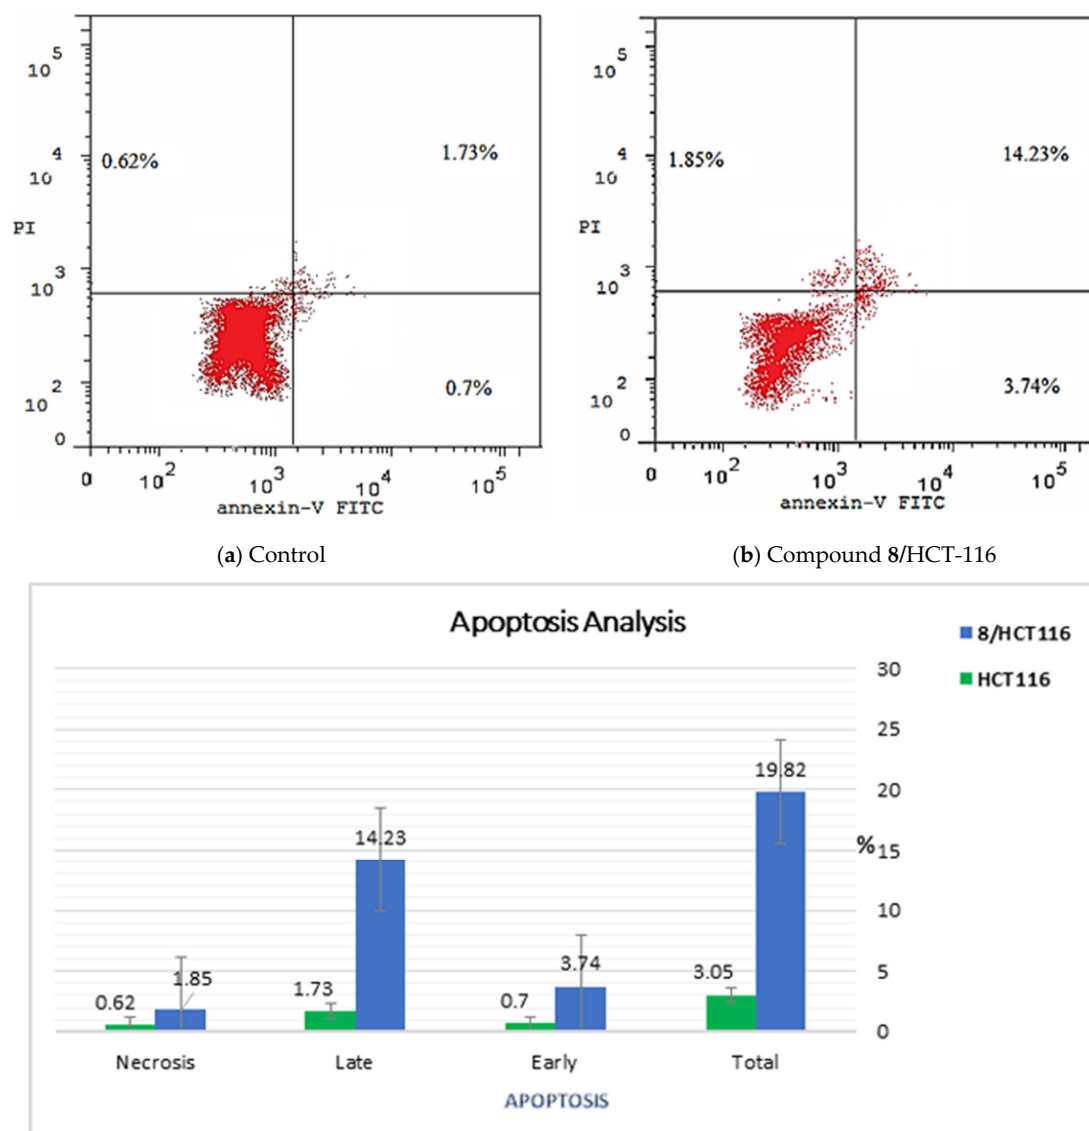 10 5
0.62%
1.73%
10 4
PI
10 3
0.7%
10 2
0
0 10 2 10 3 10 4 10 5
annexin-V FITC
(a) Control
10 5
1.85%
14.23%
10 4
PI
10 3
3.74%
10 2
0
0 10 2 10 3 10 4 10 5
annexin-V FITC
(b) Compound 8/HCT-116
Apoptosis Analysis
8/HCT116
HCT116
30
25
20
15
10
5
0
%
0.62
1.85
1.73
14.23
0.7
3.74
3.05
19.82
Necrosis Late Early Total
APOPTOSIS